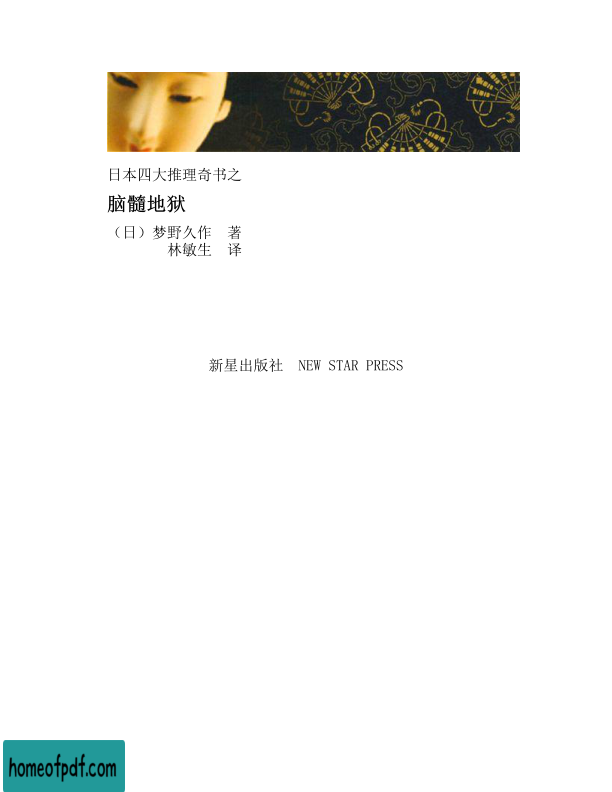 日本四大推理奇书之
脑髓地狱
（日）梦野久作　著
林敏生　译
新星出版社　NEW STAR PRESS
homeofpdf.com